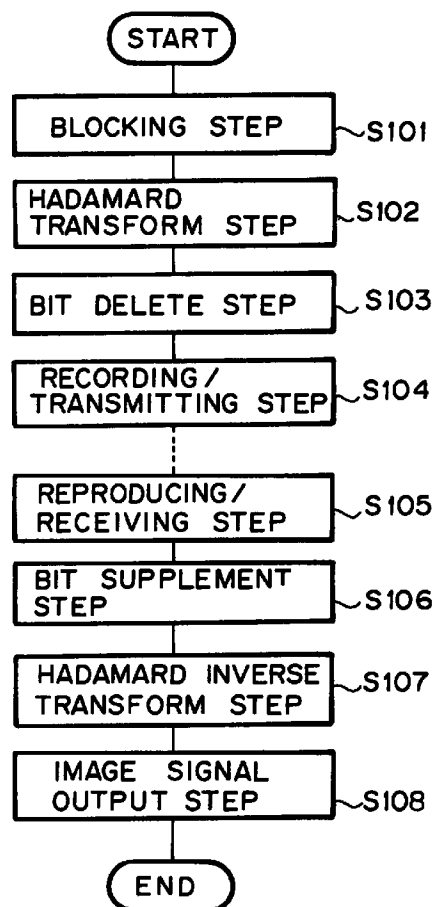 START
BLOCKING STEP
S101
HADAMARD
TRANSFORM STEP
S102
BIT DELETE STEP
S103
RECORDING/
TRANSMITTING STEP
S104
REPRODUCING/
RECEIVING STEP
S105
BIT SUPPLEMENT
STEP
S106
HADAMARD INVERSE
TRANSFORM STEP
S107
IMAGE SIGNAL
OUTPUT STEP
S108
END